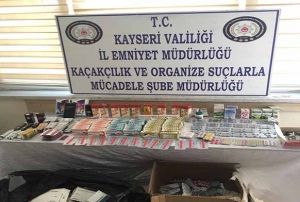 T.C.
KAYSERİ VALİLİĞİ
İL EMNİYET MÜDÜRLÜĞÜ
KAÇAKÇILIK VE ORGANİZE SUÇLARLA
MÜCADELE ŞUBE MÜDÜRLÜĞÜ